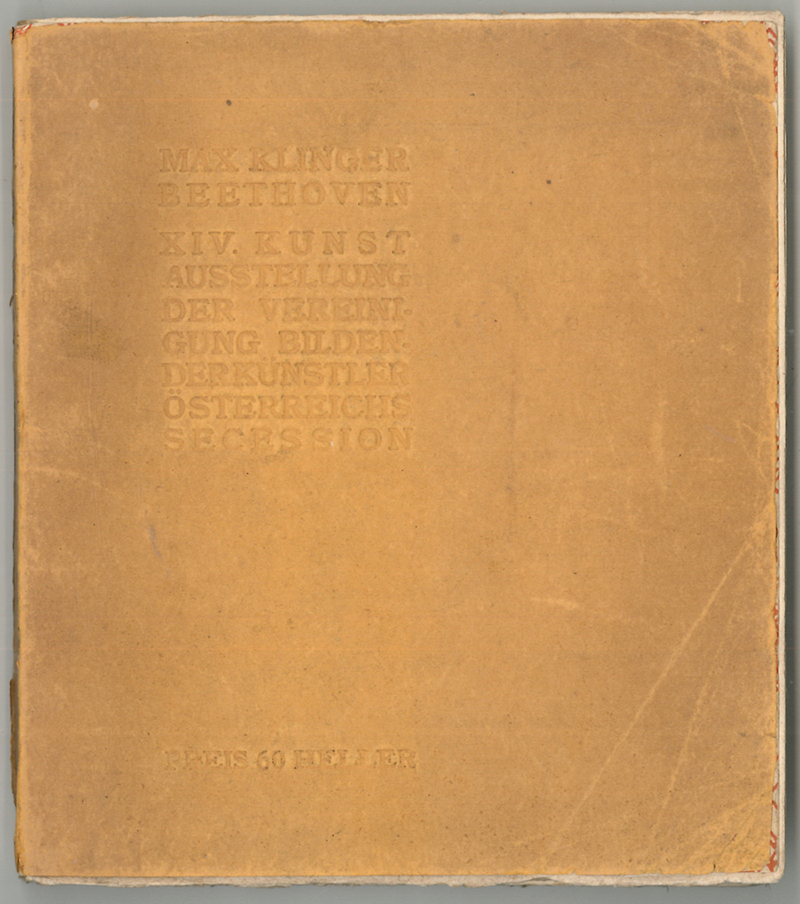 MAX KLINGER
BEETHOVEN
XIV. KUNST
AUSSTELLUNG
DER VEREINI-
GUNG BILDEN-
DER KÜNSTLER
ÖSTERREICHS
SECESSION
PREIS 60 HELLER